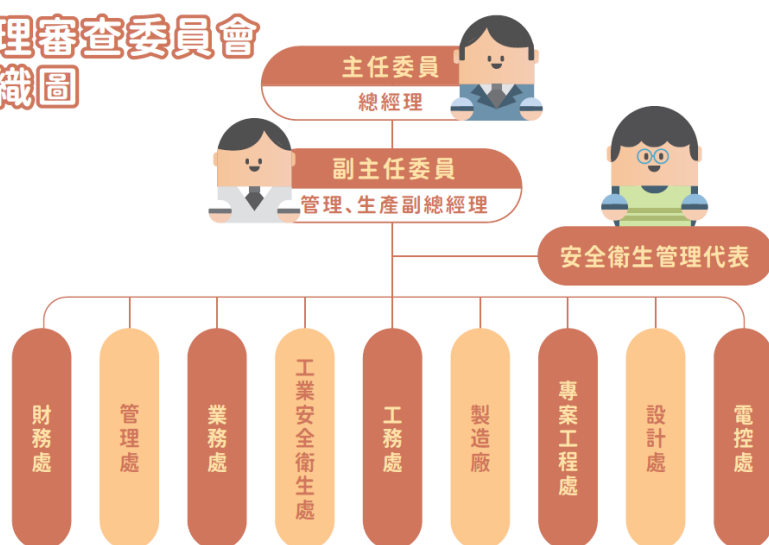 理審查委員會
織圖
主任委員
總經理
副主任委員
管理、生產副總經理
安全衛生管理代表
財務處
管理處
業務處
工業安全衛生處
工務處
製造廠
專案工程處
設計處
電控處